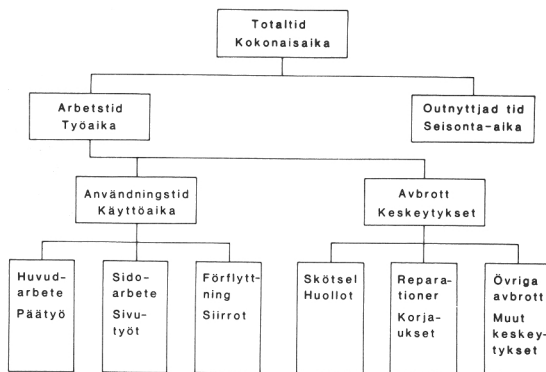 Totaltid
Kokonaisaika
Arbetstid
Työaika
Outnyttjad tid
Seisonta-aika
Användningstid
Käyttöaika
Avbrott
Keskeytykset
Huvud-
arbete
Päätyö
Sido-
arbete
Sivu-
työt
Förflytt-
ning
Siirrot
Skötsel
Huollot
Repara-
tioner
Korja-
ukset
Övriga
avbrott
Muut
keskey-
tykset